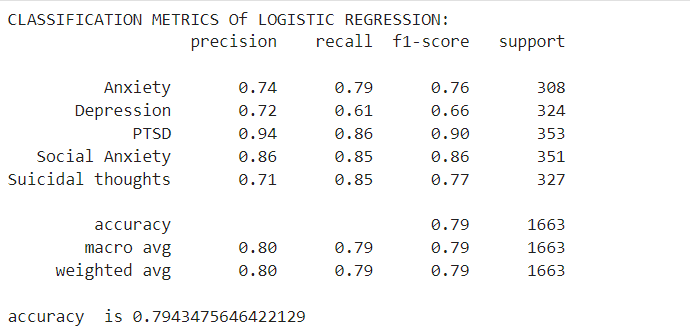 CLASSIFICATION METRICS Of LOGISTIC REGRESSION:
precision recall f1-score support
Anxiety 0.74 0.79 0.76 308
Depression 0.72 0.61 0.66 324
PTSD 0.94 0.86 0.90 353
Social Anxiety 0.86 0.85 0.86 351
Suicidal thoughts 0.71 0.85 0.77 327
accuracy 0.79 1663
macro avg 0.80 0.79 0.79 1663
weighted avg 0.80 0.79 0.79 1663
accuracy is 0.7943475646422129